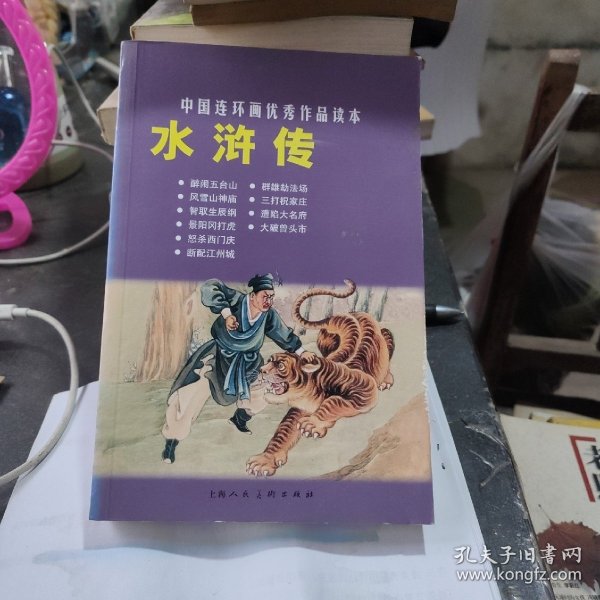 中国连环画优秀作品读本
水浒传
● 醉闹五台山
● 风雪山神庙
● 智取生辰纲
● 景阳冈打虎
● 怒杀西门庆
● 断配江州城
● 群雄劫法场
● 三打祝家庄
● 遭陷大名府
● 大破曾头市
上海人民美术出版社
孔夫子旧书网
www.kongfz.com